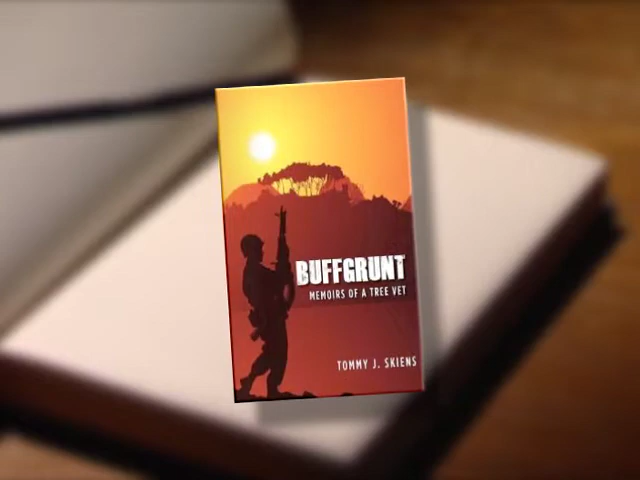 BUFFGRUNT
MEMOIRS OF A TREE VET
TOMMY J. SKIENS